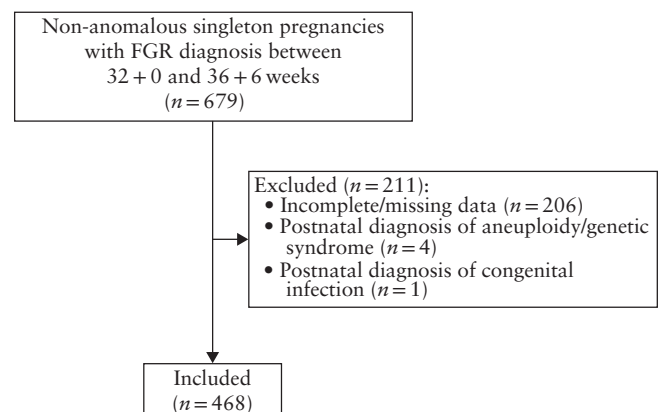 Non-anomalous singleton pregnancies
with FGR diagnosis between
32 + 0 and 36 + 6 weeks
(n = 679)
Excluded (n = 211):
• Incomplete/missing data (n = 206)
• Postnatal diagnosis of aneuploidy/genetic
syndrome (n = 4)
• Postnatal diagnosis of congenital
infection (n = 1)
Included
(n = 468)